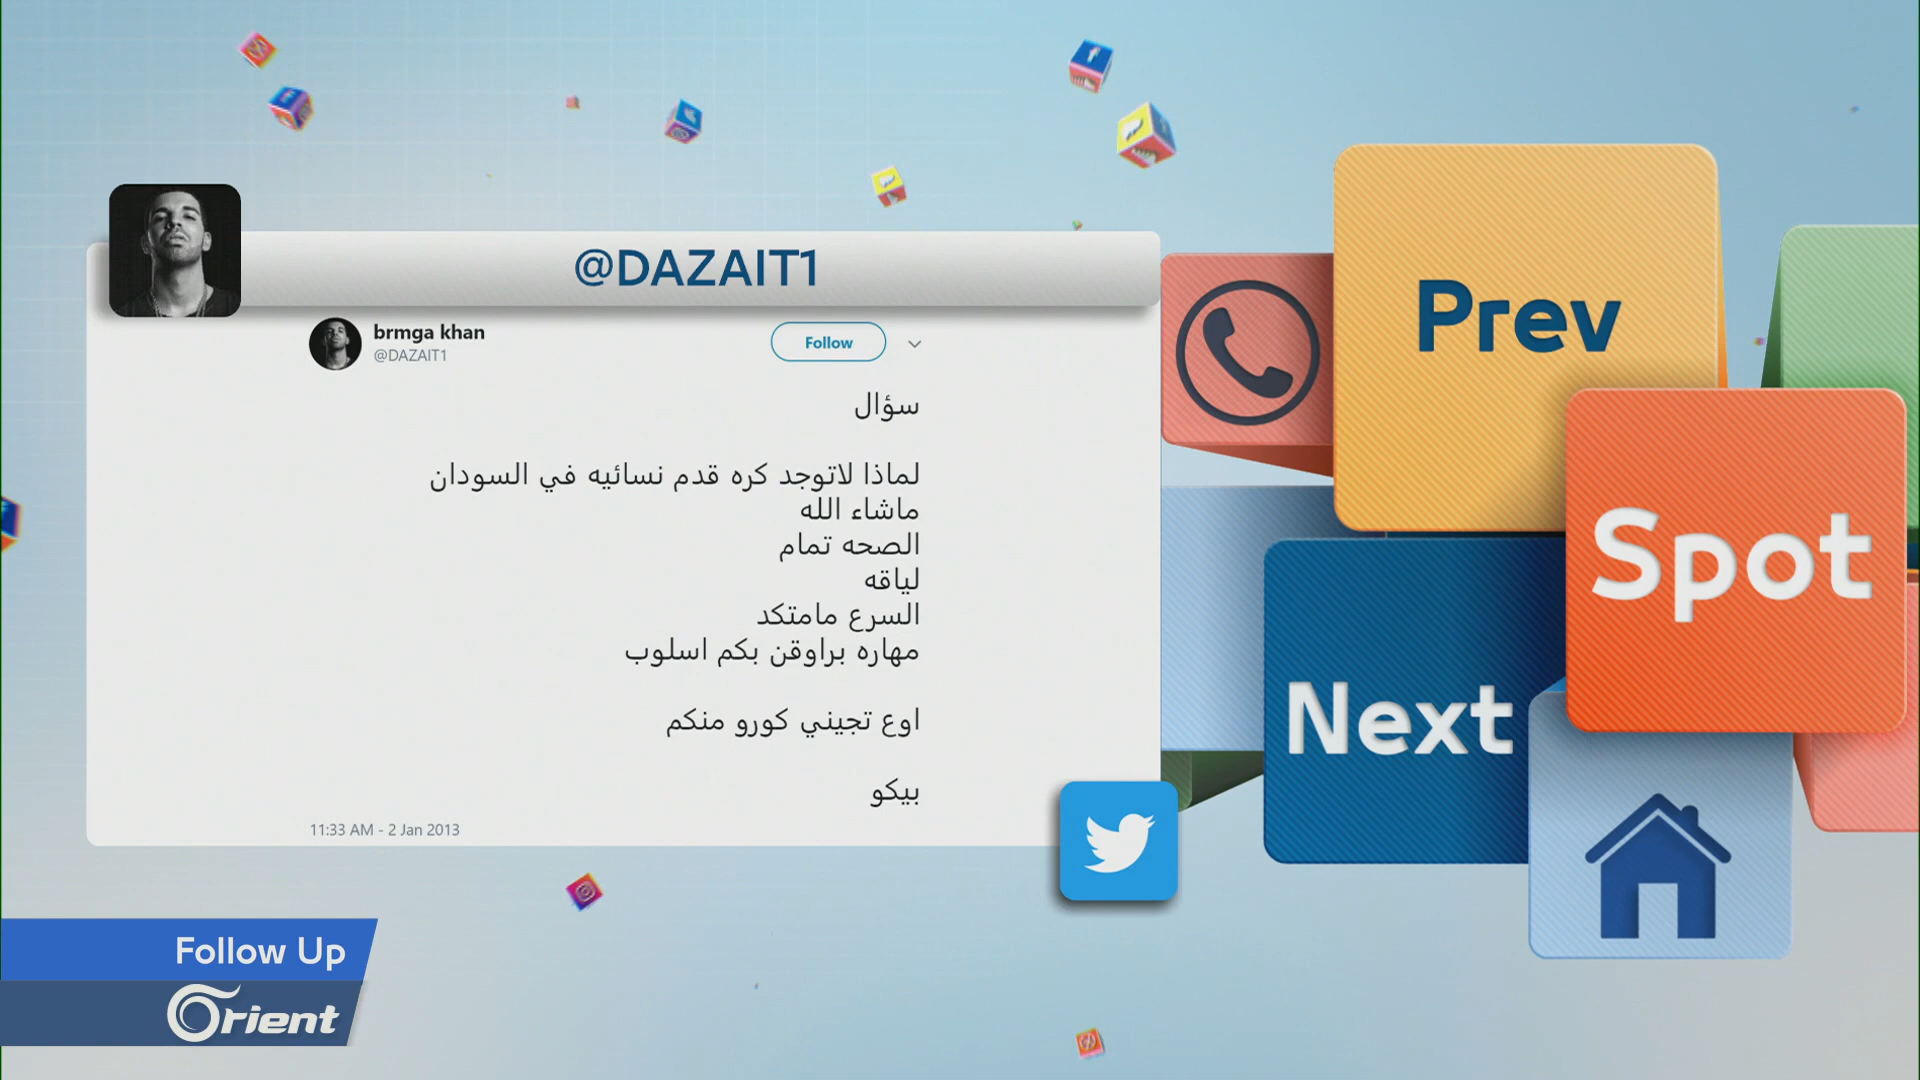 @DAZAIT1
brmga khan
@DAZAIT1
Follow
سؤال
لماذا لاتوجد كره قدم نسائيه في السودان
ماشاء الله
الصحه تمام
لياقه
السرع مامتكد
مهاره براوقن بكم اسلوب
اوع تجيني كورو منكم
بيكو
11:33 AM - 2 Jan 2013
Prev
Spot
Next
Follow Up
Orient